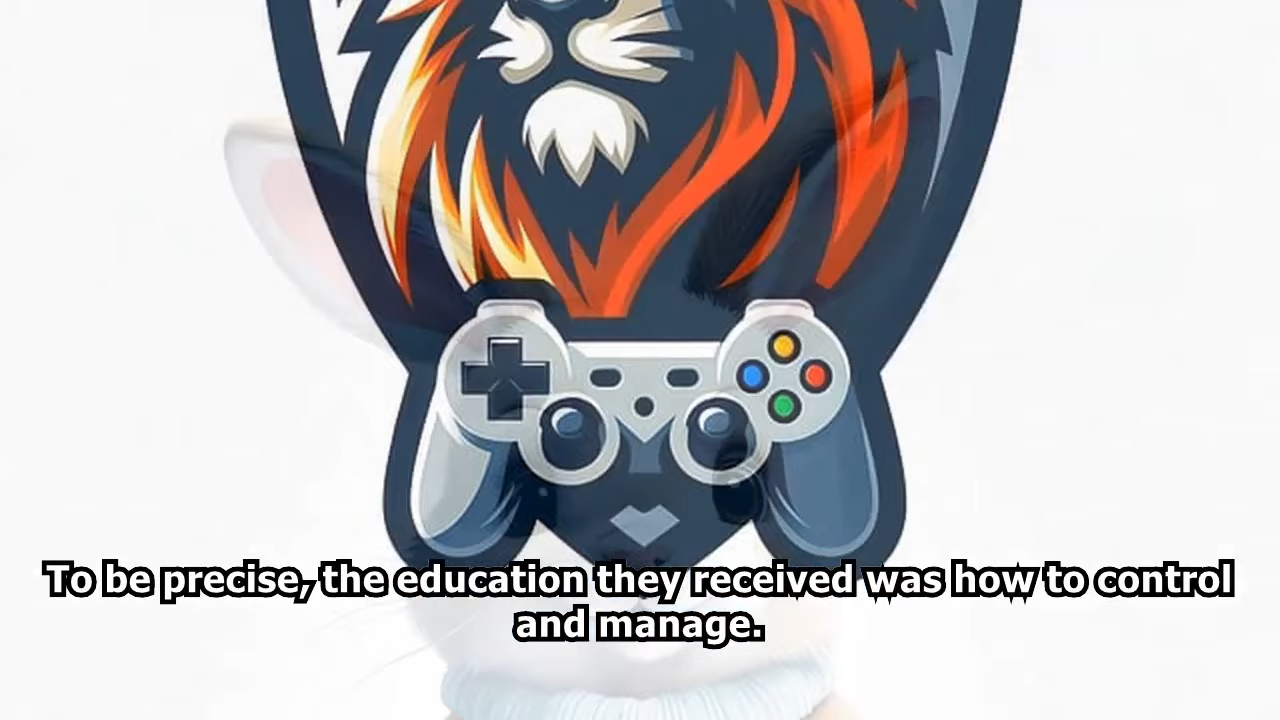 To be precise, the education they received was how to control
and manage.